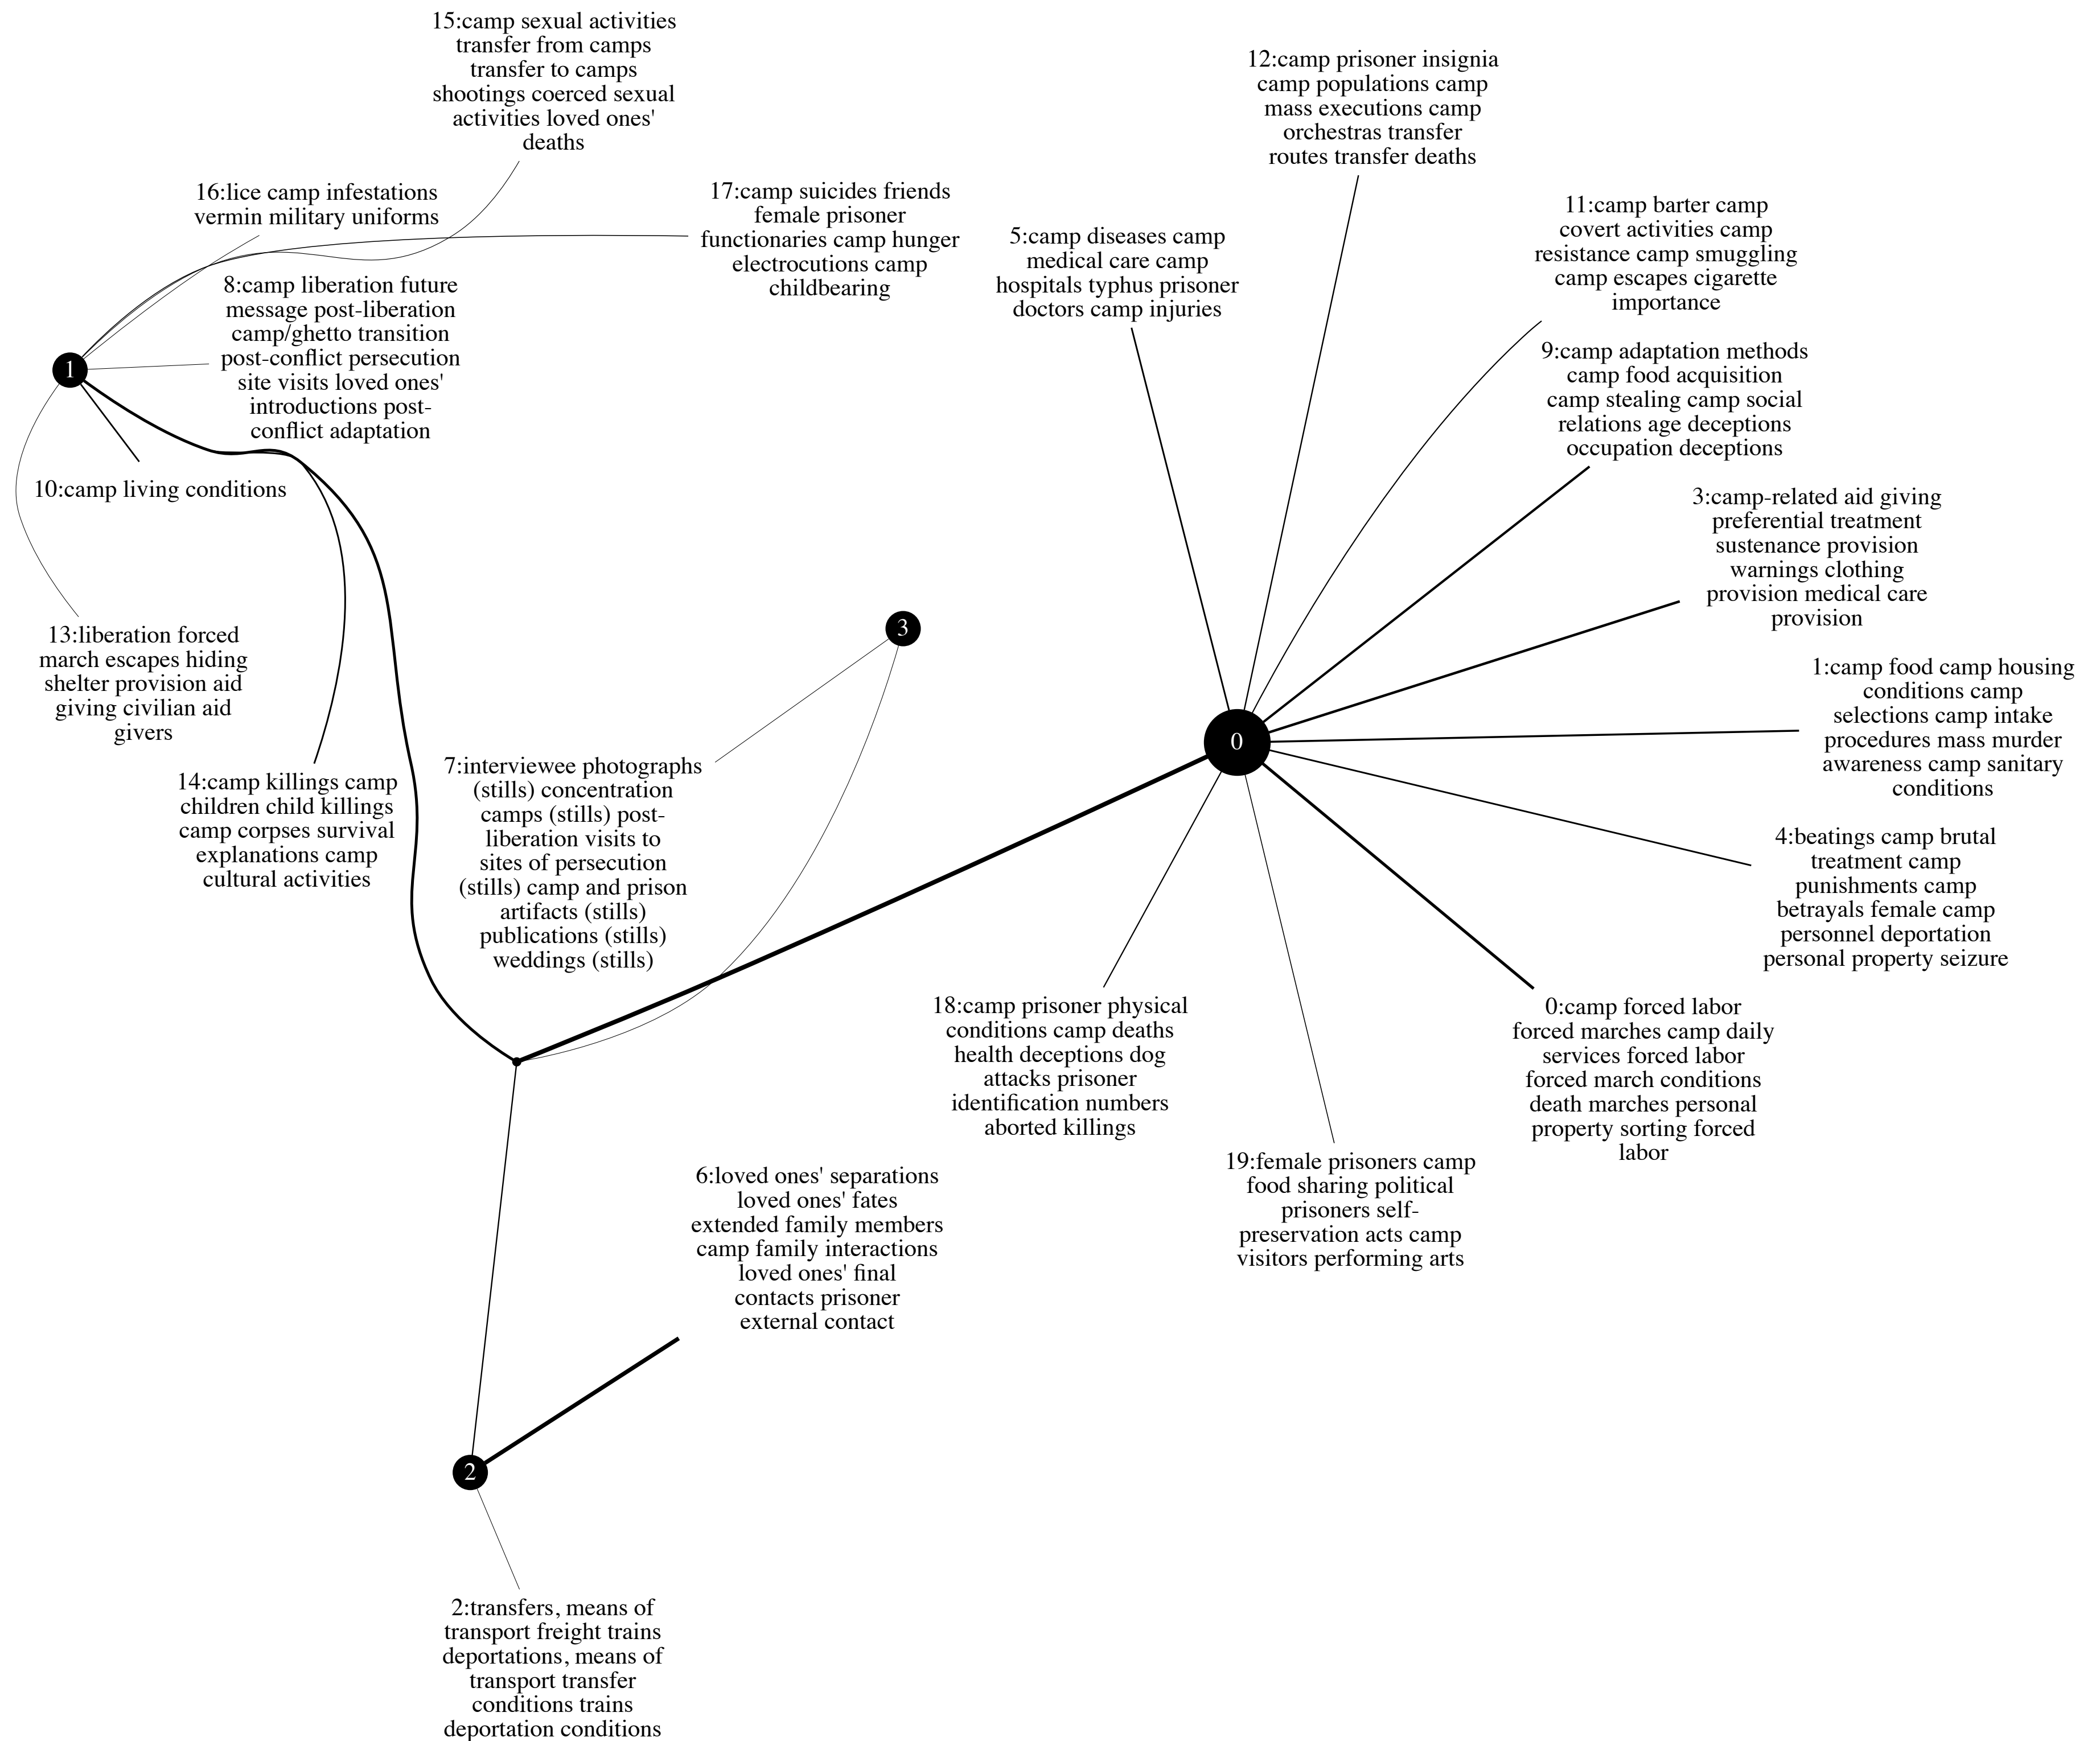 15:camp sexual activities
transfer from camps
transfer to camps
shootings coerced sexual
activities loved ones'
deaths
12:camp prisoner insignia
camp populations camp
mass executions camp
orchestras transfer
routes transfer deaths
16:lice camp infestations
vermin military uniforms
17:camp suicides friends
female prisoner
functionaries camp hunger
electrocutions camp
childbearing
5:camp diseases camp
medical care camp
hospitals typhus prisoner
doctors camp injuries
11:camp barter camp
covert activities camp
resistance camp smuggling
camp escapes cigarette
importance
8:camp liberation future
message post-liberation
camp/ghetto transition
post-conflict persecution
site visits loved ones'
introductions post-
conflict adaptation
1
9:camp adaptation methods
camp food acquisition
camp stealing camp social
relations age deceptions
occupation deceptions
10:camp living conditions
3:camp-related aid giving
preferential treatment
sustenance provision
warnings clothing
provision medical care
provision
13:liberation forced
march escapes hiding
shelter provision aid
giving civilian aid
givers
3
1:camp food camp housing
conditions camp
selections camp intake
procedures mass murder
awareness camp sanitary
conditions
0
14:camp killings camp
children child killings
camp corpses survival
explanations camp
cultural activities
7:interviewee photographs
(stills) concentration
camps (stills) post-
liberation visits to
sites of persecution
(stills) camp and prison
artifacts (stills)
publications (stills)
weddings (stills)
4:beatings camp brutal
treatment camp
punishments camp
betrayals female camp
personnel deportation
personal property seizure
18:camp prisoner physical
conditions camp deaths
health deceptions dog
attacks prisoner
identification numbers
aborted killings
0:camp forced labor
forced marches camp daily
services forced labor
forced march conditions
death marches personal
property sorting forced
labor
19:female prisoners camp
food sharing political
prisoners self-
preservation acts camp
visitors performing arts
6:loved ones' separations
loved ones' fates
extended family members
camp family interactions
loved ones' final
contacts prisoner
external contact
2
2:transfers, means of
transport freight trains
deportations, means of
transport transfer
conditions trains
deportation conditions